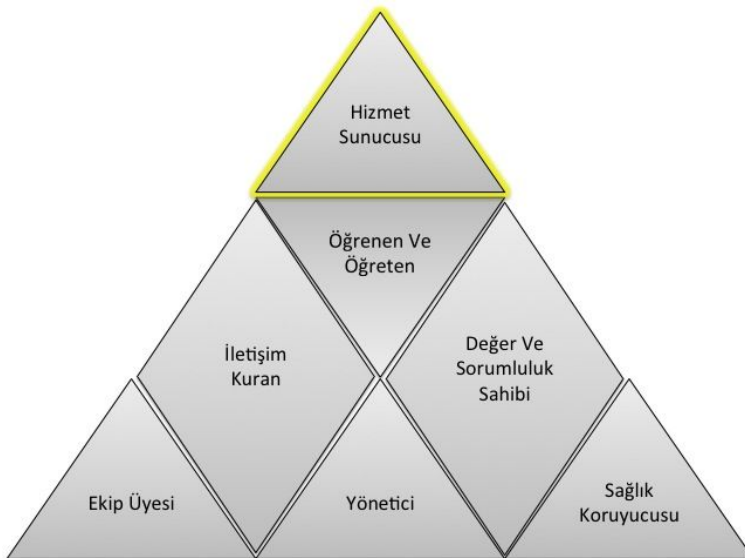 Hizmet
Sunucusu
Öğrenen Ve
Öğreten
İletişim
Kuran
Değer Ve
Sorumluluk
Sahibi
Ekip Üyesi
Yönetici
Sağlık
Koruyucusu